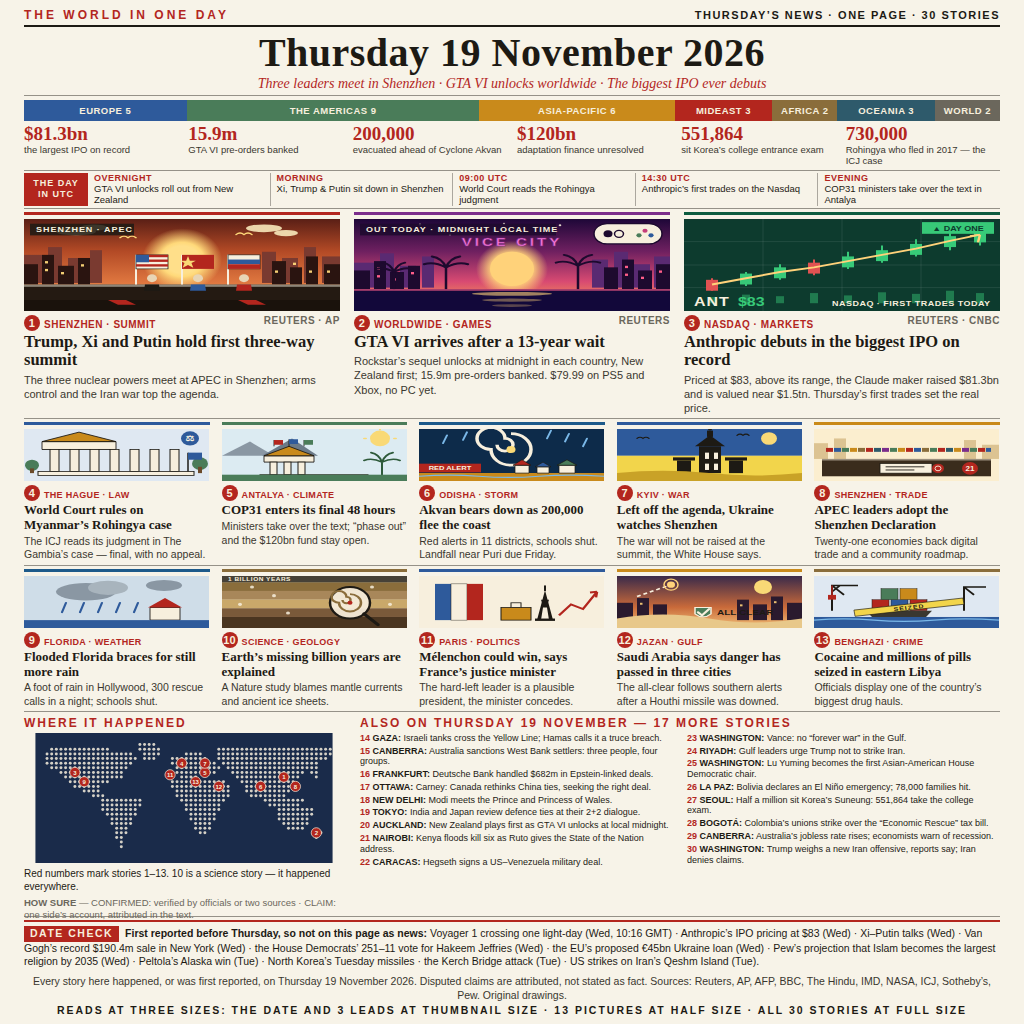 THE WORLD IN ONE DAY
THURSDAY'S NEWS · ONE PAGE · 30 STORIES
Thursday 19 November 2026
Three leaders meet in Shenzhen · GTA VI unlocks worldwide · The biggest IPO ever debuts
EUROPE 5
THE AMERICAS 9
ASIA-PACIFIC 6
MIDEAST 3
AFRICA 2
OCEANIA 3
WORLD 2
$81.3bn
the largest IPO on record
15.9m
GTA VI pre-orders banked
200,000
evacuated ahead of Cyclone Akvan
$120bn
adaptation finance unresolved
551,864
sit Korea's college entrance exam
730,000
Rohingya who fled in 2017 — the
ICJ case
THE DAY
IN UTC
OVERNIGHT
GTA VI unlocks roll out from New
Zealand
MORNING
Xi, Trump & Putin sit down in Shenzhen
09:00 UTC
World Court reads the Rohingya
judgment
14:30 UTC
Anthropic's first trades on the Nasdaq
EVENING
COP31 ministers take over the text in
Antalya
SHENZHEN · APEC
OUT TODAY · MIDNIGHT LOCAL TIME
VICE CITY
▲ DAY ONE
ANT $83
NASDAQ · FIRST TRADES TODAY
1 SHENZHEN · SUMMIT
REUTERS · AP
Trump, Xi and Putin hold first three-way
summit
The three nuclear powers meet at APEC in Shenzhen; arms
control and the Iran war top the agenda.
2 WORLDWIDE · GAMES
REUTERS
GTA VI arrives after a 13-year wait
Rockstar's sequel unlocks at midnight in each country, New
Zealand first; 15.9m pre-orders banked. $79.99 on PS5 and
Xbox, no PC yet.
3 NASDAQ · MARKETS
REUTERS · CNBC
Anthropic debuts in the biggest IPO on
record
Priced at $83, above its range, the Claude maker raised $81.3bn
and is valued near $1.5tn. Thursday's first trades set the real
price.
RED ALERT
21
4 THE HAGUE · LAW
World Court rules on
Myanmar's Rohingya case
The ICJ reads its judgment in The
Gambia's case — final, with no appeal.
5 ANTALYA · CLIMATE
COP31 enters its final 48 hours
Ministers take over the text; "phase out"
and the $120bn fund stay open.
6 ODISHA · STORM
Akvan bears down as 200,000
flee the coast
Red alerts in 11 districts, schools shut.
Landfall near Puri due Friday.
7 KYIV · WAR
Left off the agenda, Ukraine
watches Shenzhen
The war will not be raised at the
summit, the White House says.
8 SHENZHEN · TRADE
APEC leaders adopt the
Shenzhen Declaration
Twenty-one economies back digital
trade and a community roadmap.
1 BILLION YEARS
SEIZED
9 FLORIDA · WEATHER
Flooded Florida braces for still
more rain
A foot of rain in Hollywood, 300 rescue
calls in a night; schools shut.
10 SCIENCE · GEOLOGY
Earth's missing billion years are
explained
A Nature study blames mantle currents
and ancient ice sheets.
11 PARIS · POLITICS
Mélenchon could win, says
France's justice minister
The hard-left leader is a plausible
president, the minister concedes.
12 JAZAN · GULF
Saudi Arabia says danger has
passed in three cities
The all-clear follows southern alerts
after a Houthi missile was downed.
13 BENGHAZI · CRIME
Cocaine and millions of pills
seized in eastern Libya
Officials display one of the country's
biggest drug hauls.
WHERE IT HAPPENED
3
9
4
7
11
5
13
12
6
1
8
2
Red numbers mark stories 1–13. 10 is a science story — it happened
everywhere.
HOW SURE — CONFIRMED: verified by officials or two sources · CLAIM:
one side's account, attributed in the text.
ALSO ON THURSDAY 19 NOVEMBER — 17 MORE STORIES
14 GAZA: Israeli tanks cross the Yellow Line; Hamas calls it a truce breach.
15 CANBERRA: Australia sanctions West Bank settlers: three people, four
groups.
16 FRANKFURT: Deutsche Bank handled $682m in Epstein-linked deals.
17 OTTAWA: Carney: Canada rethinks China ties, seeking the right deal.
18 NEW DELHI: Modi meets the Prince and Princess of Wales.
19 TOKYO: India and Japan review defence ties at their 2+2 dialogue.
20 AUCKLAND: New Zealand plays first as GTA VI unlocks at local midnight.
21 NAIROBI: Kenya floods kill six as Ruto gives the State of the Nation
address.
22 CARACAS: Hegseth signs a US–Venezuela military deal.
23 WASHINGTON: Vance: no "forever war" in the Gulf.
24 RIYADH: Gulf leaders urge Trump not to strike Iran.
25 WASHINGTON: Lu Yuming becomes the first Asian-American House
Democratic chair.
26 LA PAZ: Bolivia declares an El Niño emergency; 78,000 families hit.
27 SEOUL: Half a million sit Korea's Suneung: 551,864 take the college
exam.
28 BOGOTÁ: Colombia's unions strike over the "Economic Rescue" tax bill.
29 CANBERRA: Australia's jobless rate rises; economists warn of recession.
30 WASHINGTON: Trump weighs a new Iran offensive, reports say; Iran
denies claims.
DATE CHECK First reported before Thursday, so not on this page as news: Voyager 1 crossing one light-day (Wed, 10:16 GMT) · Anthropic's IPO pricing at $83 (Wed) · Xi–Putin talks (Wed) · Van
Gogh's record $190.4m sale in New York (Wed) · the House Democrats' 251–11 vote for Hakeem Jeffries (Wed) · the EU's proposed €45bn Ukraine loan (Wed) · Pew's projection that Islam becomes the largest
religion by 2035 (Wed) · Peltola's Alaska win (Tue) · North Korea's Tuesday missiles · the Kerch Bridge attack (Tue) · US strikes on Iran's Qeshm Island (Tue).
Every story here happened, or was first reported, on Thursday 19 November 2026. Disputed claims are attributed, not stated as fact. Sources: Reuters, AP, AFP, BBC, The Hindu, IMD, NASA, ICJ, Sotheby's,
Pew. Original drawings.
READS AT THREE SIZES: THE DATE AND 3 LEADS AT THUMBNAIL SIZE · 13 PICTURES AT HALF SIZE · ALL 30 STORIES AT FULL SIZE